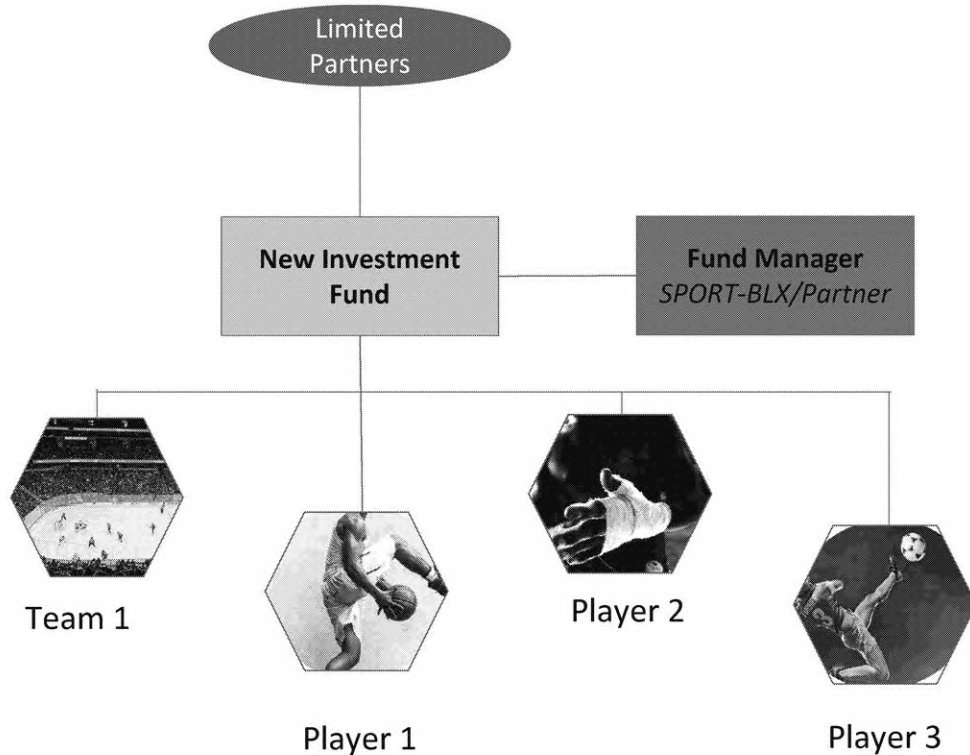 Limited
Partners
New Investment
Fund
Fund Manager
SPORT-BLX/Partner
Team 1
Player 1
Player 2
Player 3